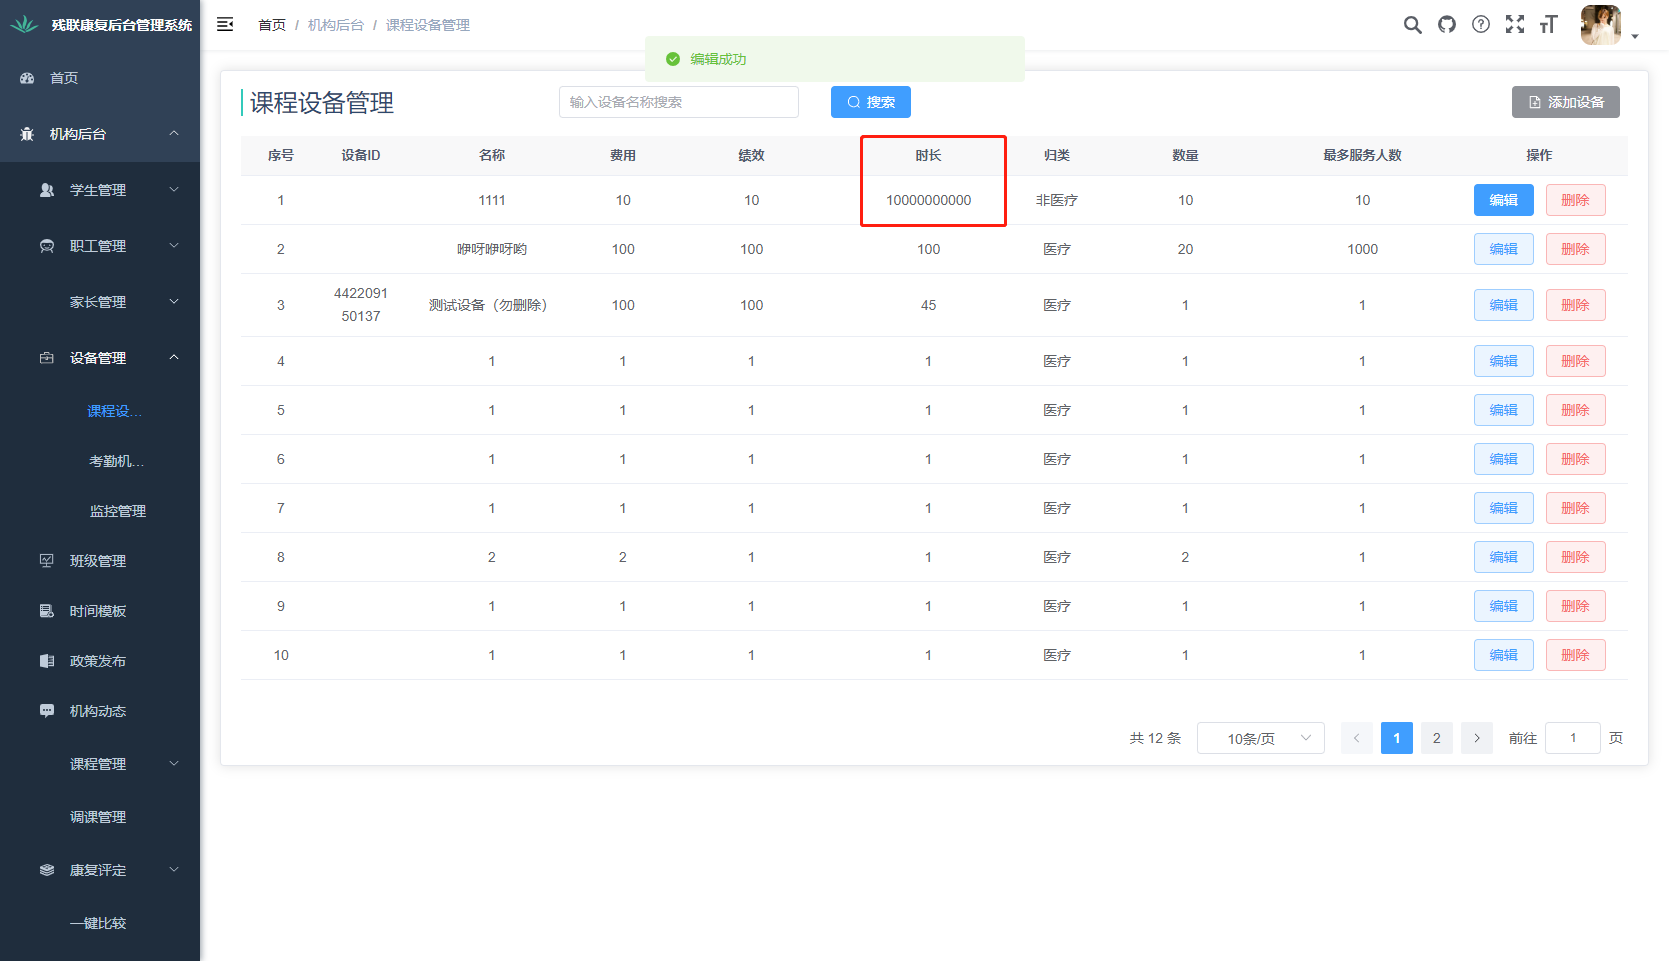 残联康复后台管理系统
首页 / 机构后台 / 课程设备管理
编辑成功
首页
机构后台
学生管理
职工管理
家长管理
设备管理
课程设...
考勤机...
监控管理
班级管理
时间模板
政策发布
机构动态
课程管理
调课管理
康复评定
一键比较
课程设备管理
输入设备名称搜索
搜索
添加设备
序号 设备ID 名称 费用 绩效 时长 归类 数量 最多服务人数 操作
1 1111 10 10 10000000000 非医疗 10 10 编辑 删除
2 咿呀咿呀哟 100 100 100 医疗 20 1000 编辑 删除
3 4422091 测试设备（勿删除） 100 100 45 医疗 1 1 编辑 删除
50137
4 1 1 1 1 医疗 1 1 编辑 删除
5 1 1 1 1 医疗 1 1 编辑 删除
6 1 1 1 1 医疗 1 1 编辑 删除
7 1 1 1 1 医疗 1 1 编辑 删除
8 2 2 1 1 医疗 2 1 编辑 删除
9 1 1 1 1 医疗 1 1 编辑 删除
10 1 1 1 1 医疗 1 1 编辑 删除
共 12 条 10条/页 < 1 2 > 前往 1 页